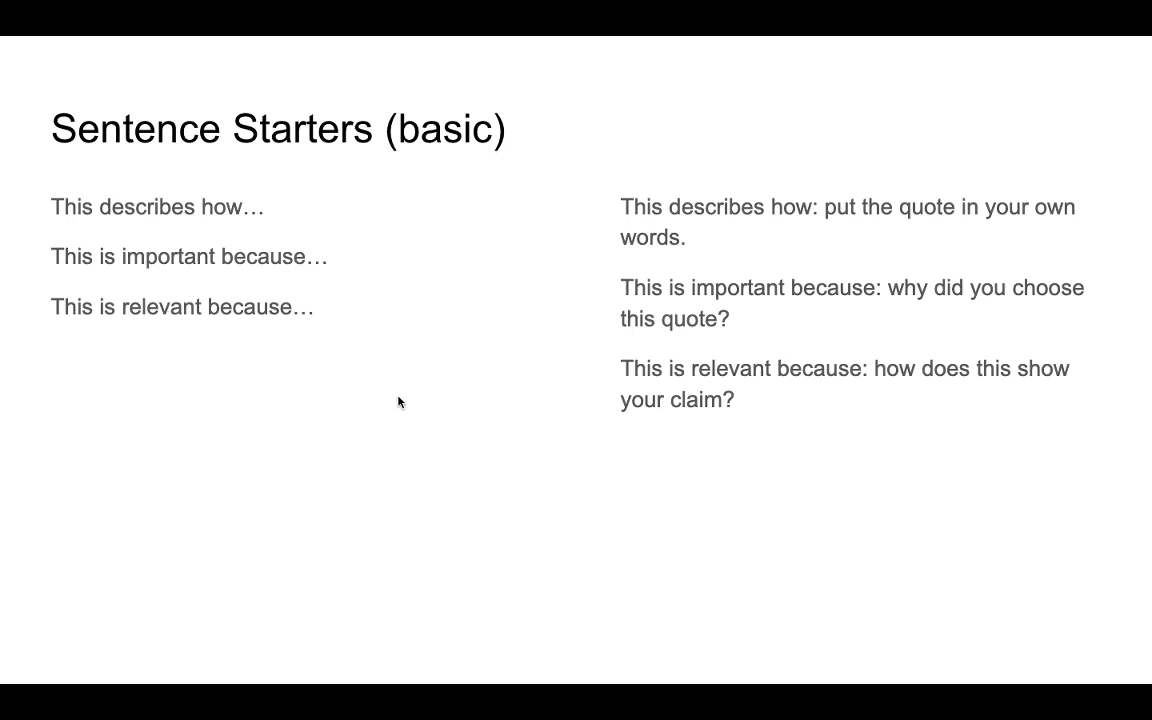 Sentence Starters (basic)
This describes how…
This is important because…
This is relevant because…
This describes how: put the quote in your own
words.
This is important because: why did you choose
this quote?
This is relevant because: how does this show
your claim?